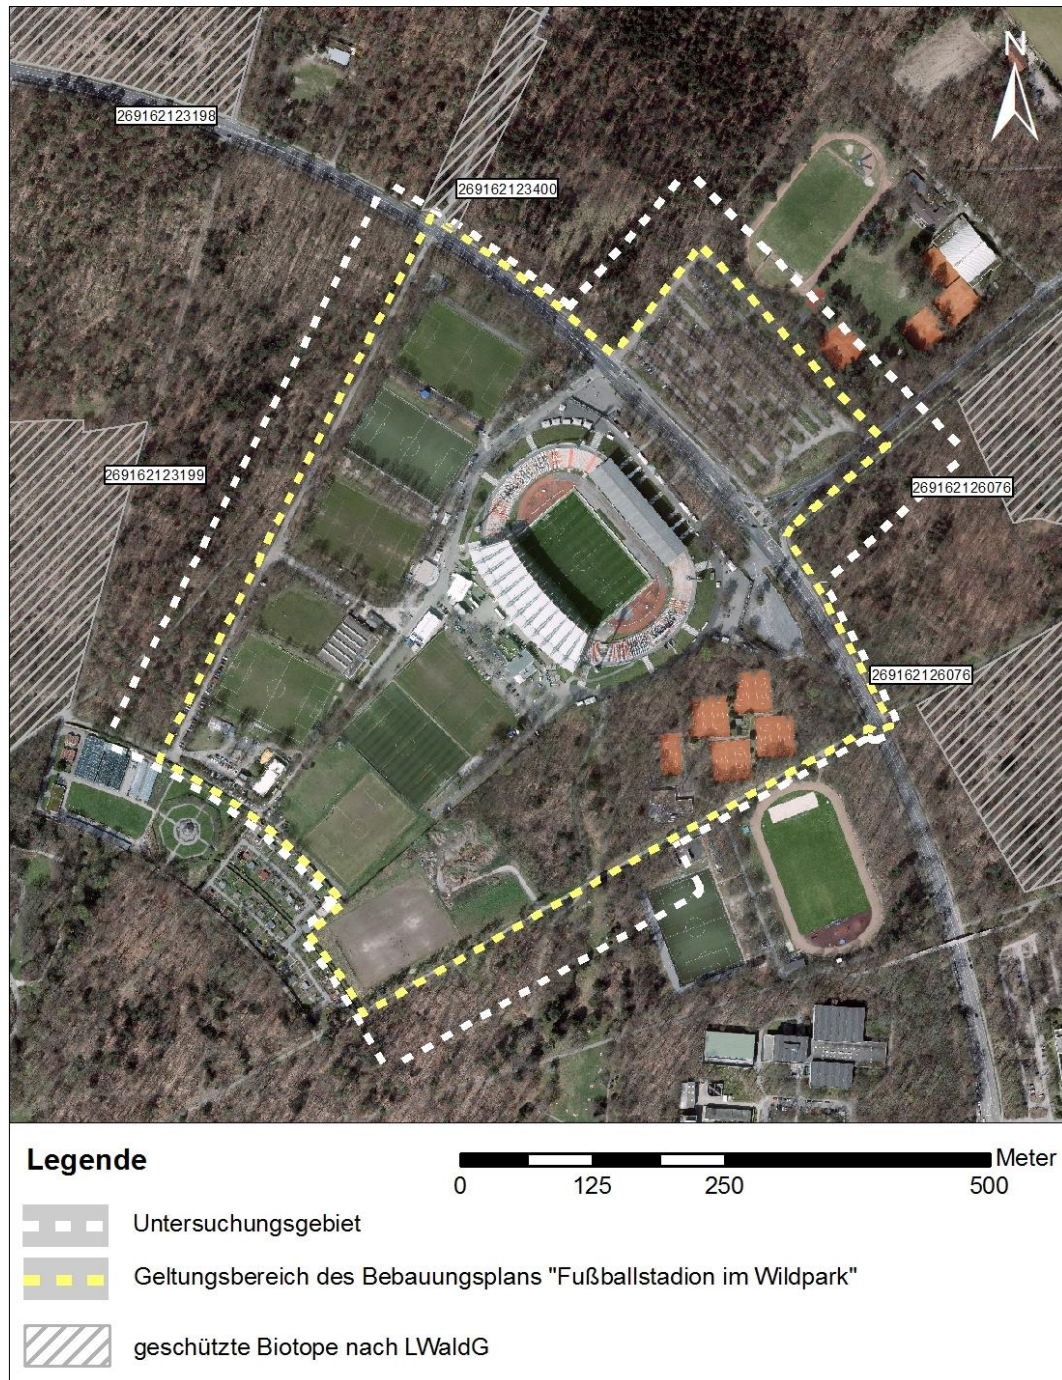 N
269162123198
269162123400
269162123199
269162126076
269162126076
Legende
Meter
0 125 250 500
Untersuchungsgebiet
Geltungsbereich des Bebauungsplans "Fußballstadion im Wildpark"
geschützte Biotope nach LWaldG